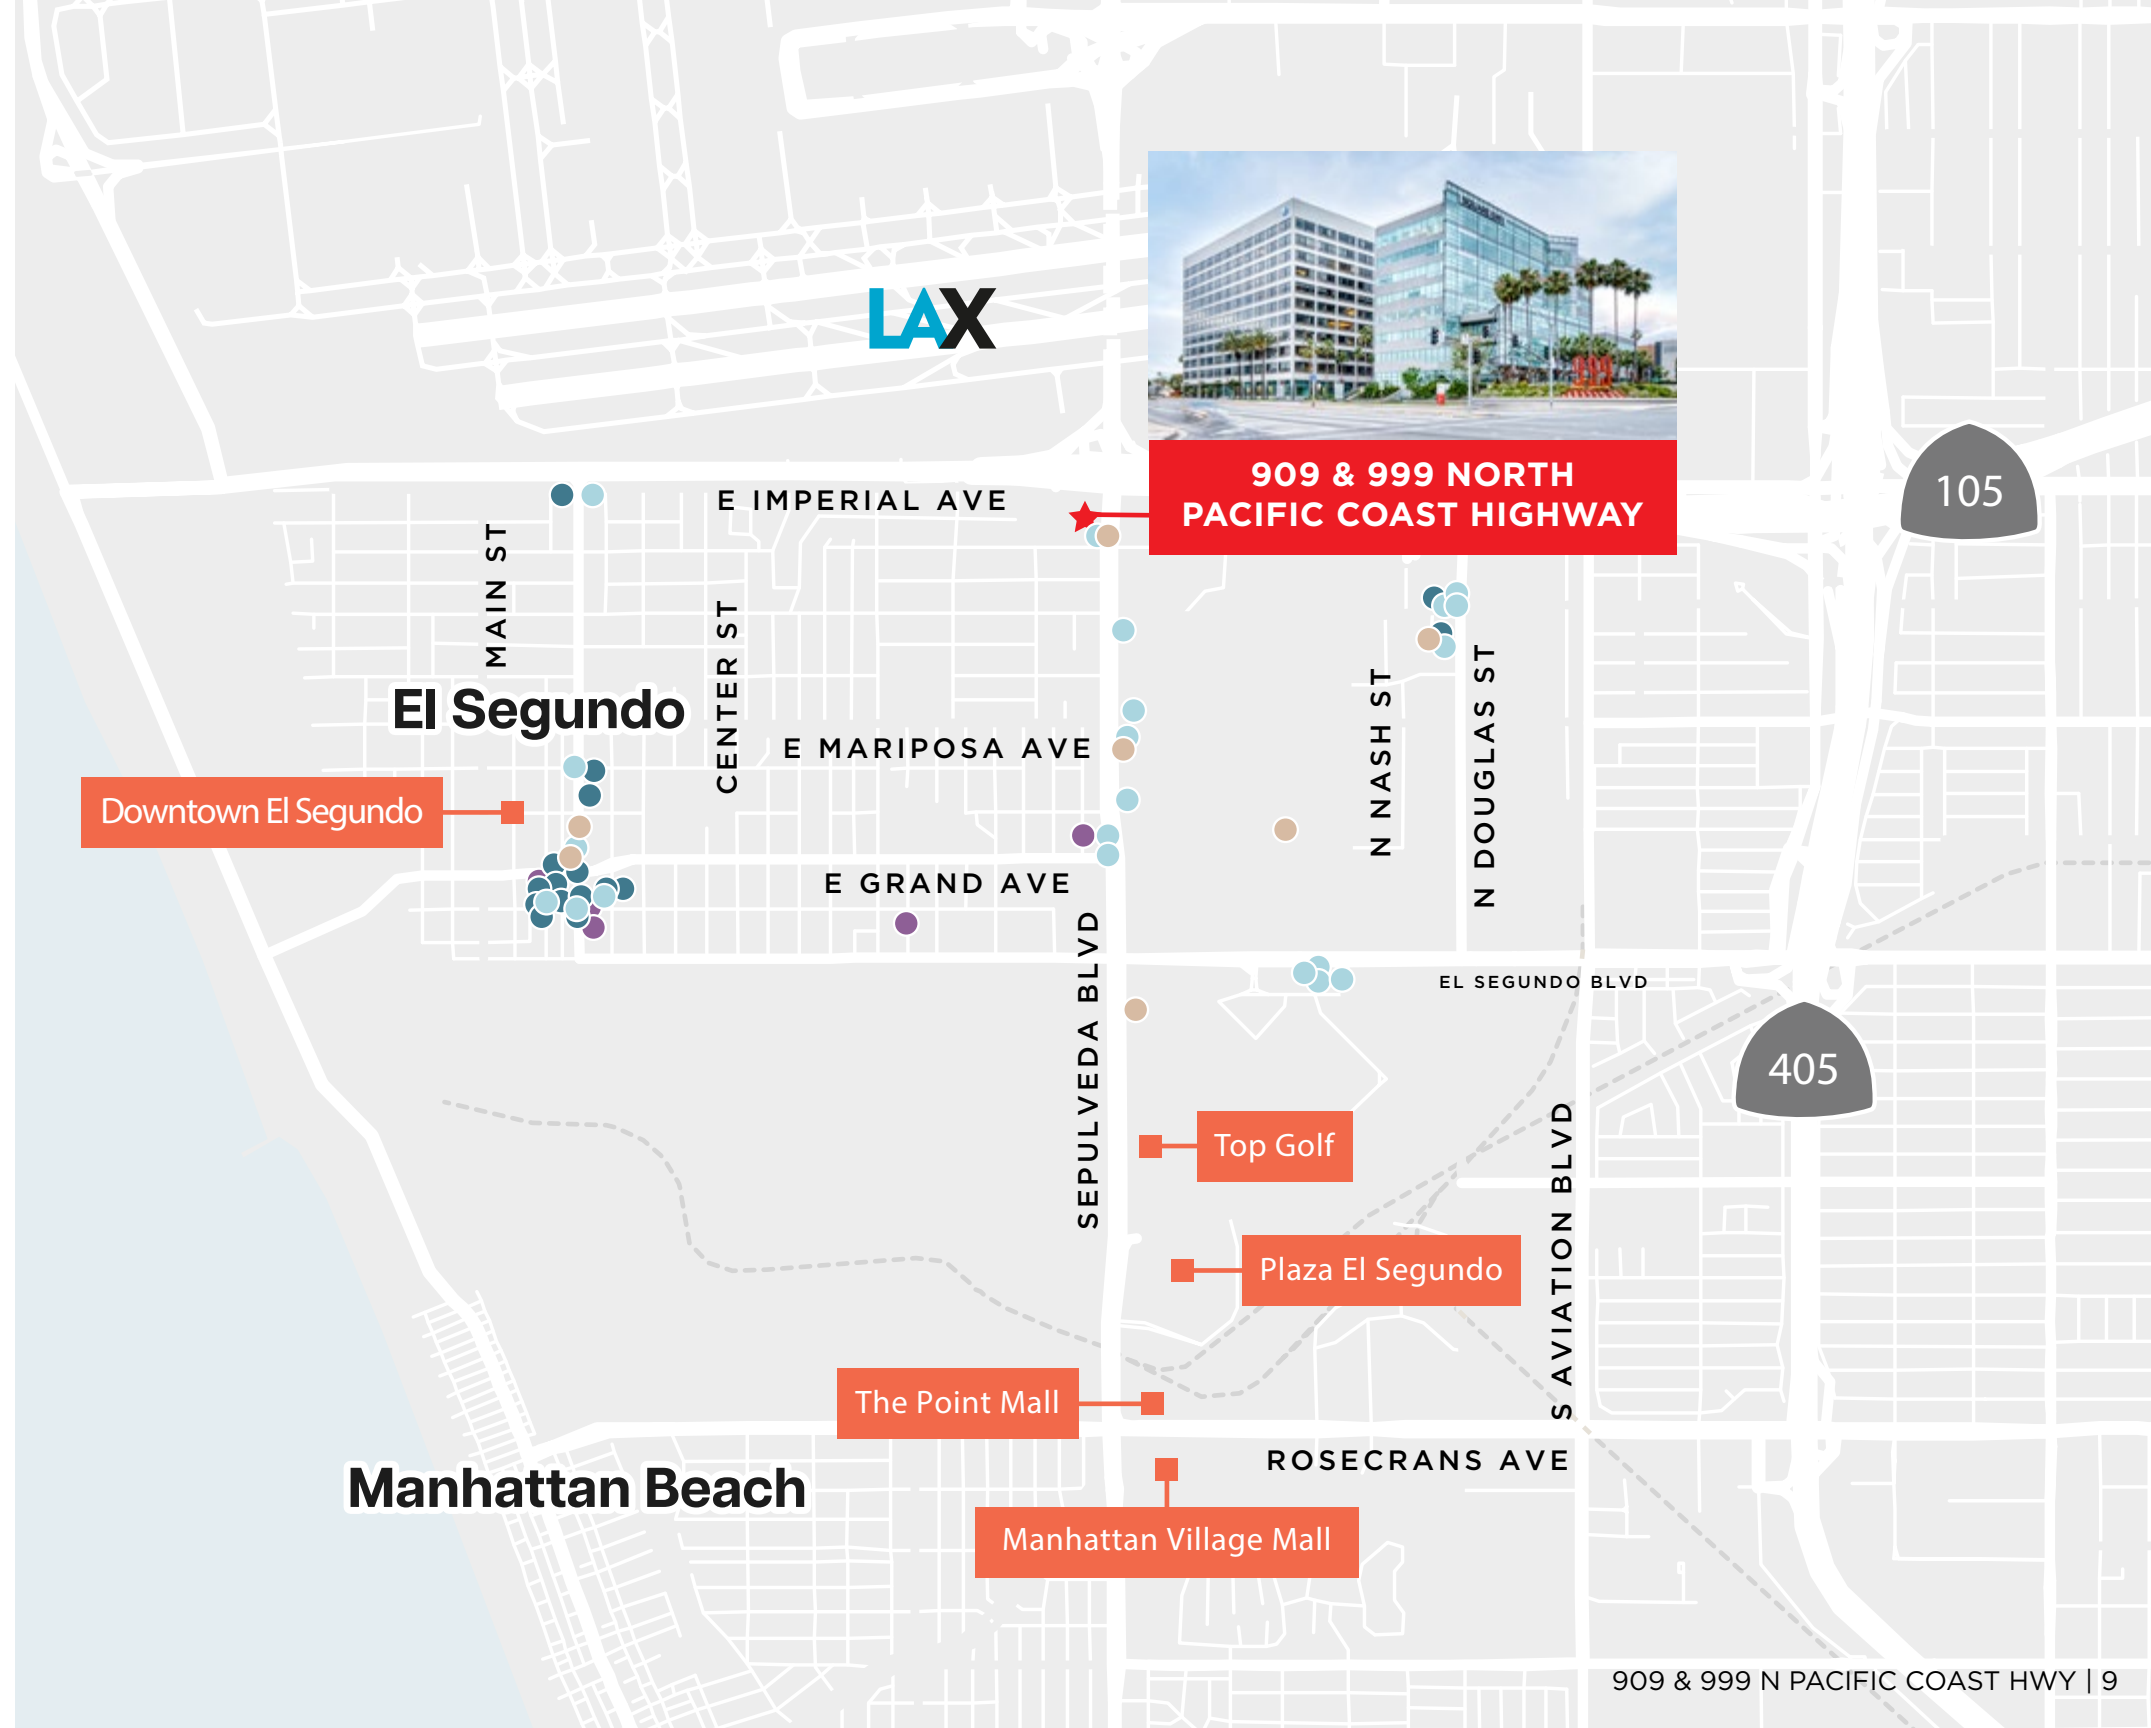 LAX
909 & 999 NORTH
PACIFIC COAST HIGHWAY
105
E IMPERIAL AVE
MAIN ST
CENTER ST
El Segundo
E MARIPOSA AVE
N NASH ST
N DOUGLAS ST
Downtown El Segundo
E GRAND AVE
SEPULVEDA BLVD
EL SEGUNDO BLVD
405
Top Golf
S AVIATION BLVD
Plaza El Segundo
The Point Mall
ROSECRANS AVE
Manhattan Beach
Manhattan Village Mall
909 & 999 N PACIFIC COAST HWY | 9